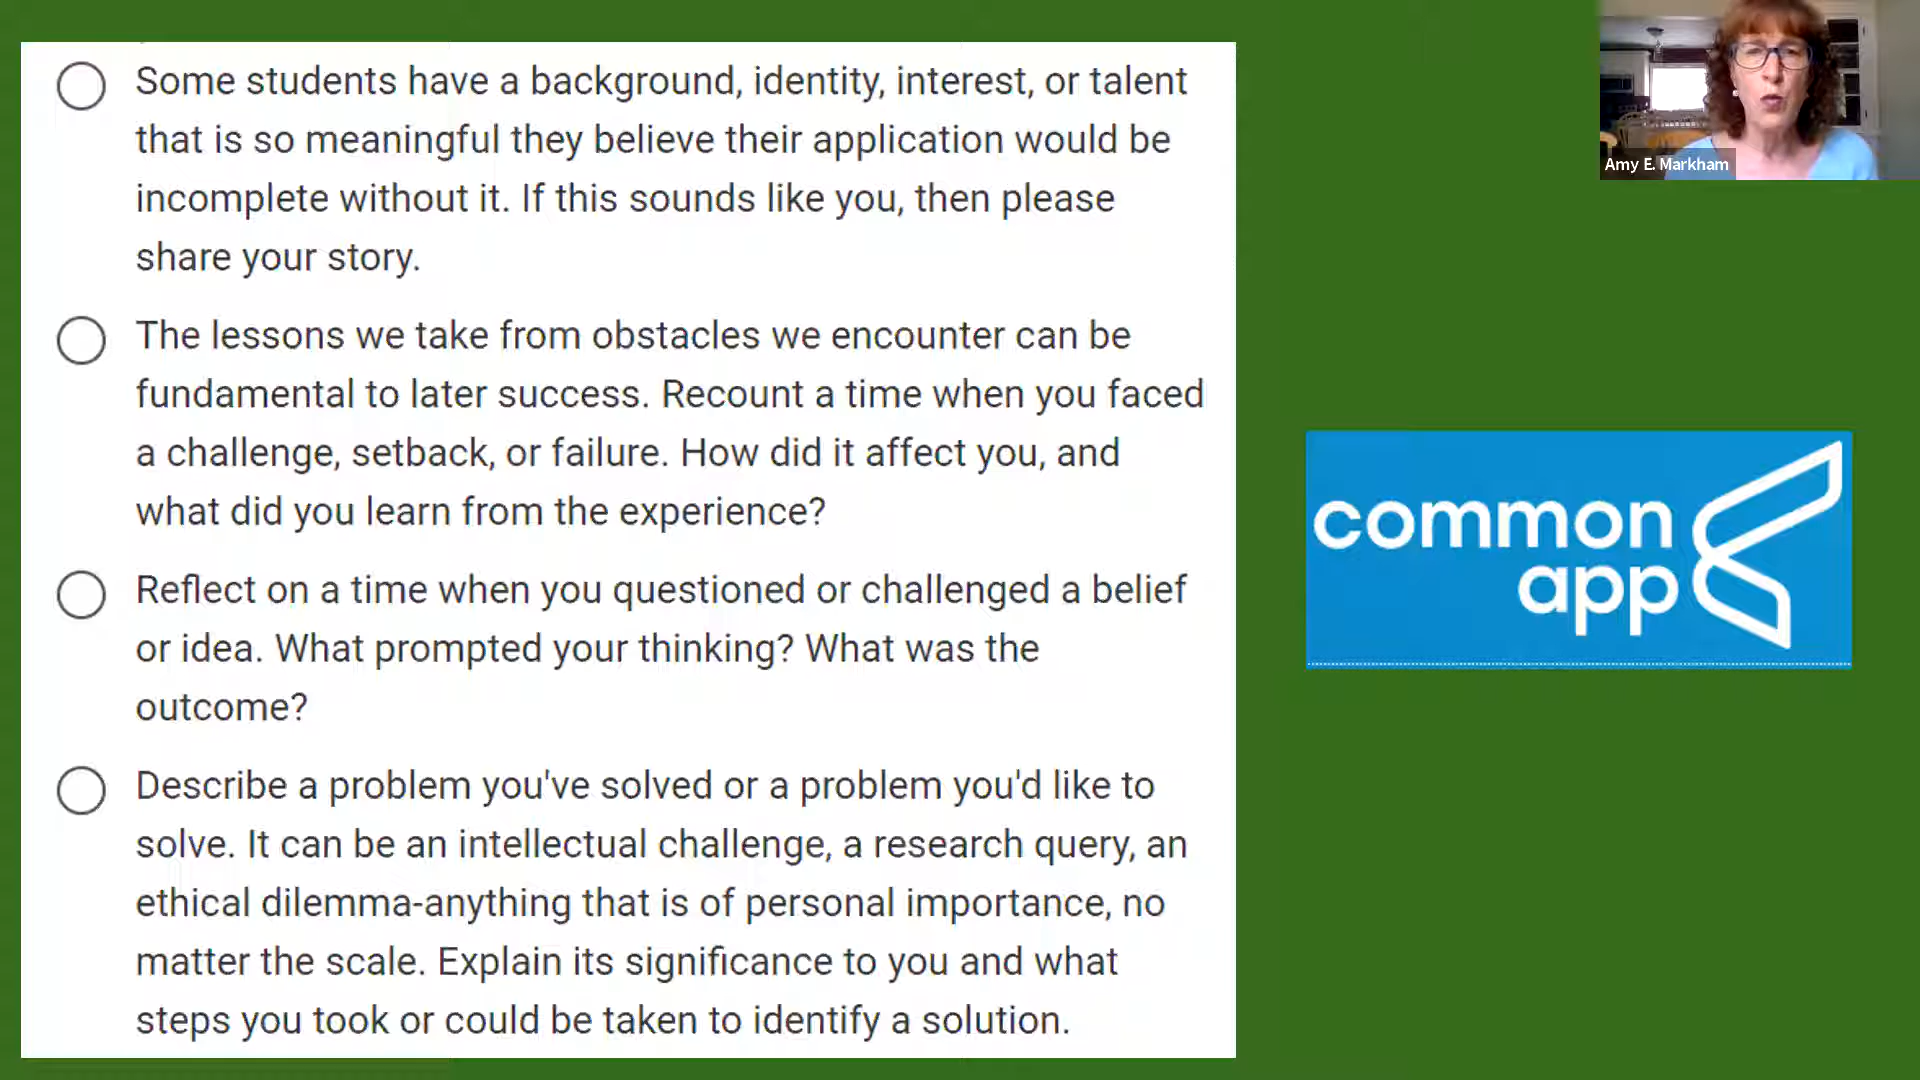 Some students have a background, identity, interest, or talent
that is so meaningful they believe their application would be
incomplete without it. If this sounds like you, then please
share your story.
The lessons we take from obstacles we encounter can be
fundamental to later success. Recount a time when you faced
a challenge, setback, or failure. How did it affect you, and
what did you learn from the experience?
Reflect on a time when you questioned or challenged a belief
or idea. What prompted your thinking? What was the
outcome?
Describe a problem you've solved or a problem you'd like to
solve. It can be an intellectual challenge, a research query, an
ethical dilemma-anything that is of personal importance, no
matter the scale. Explain its significance to you and what
steps you took or could be taken to identify a solution.
Amy E. Markham
common
app